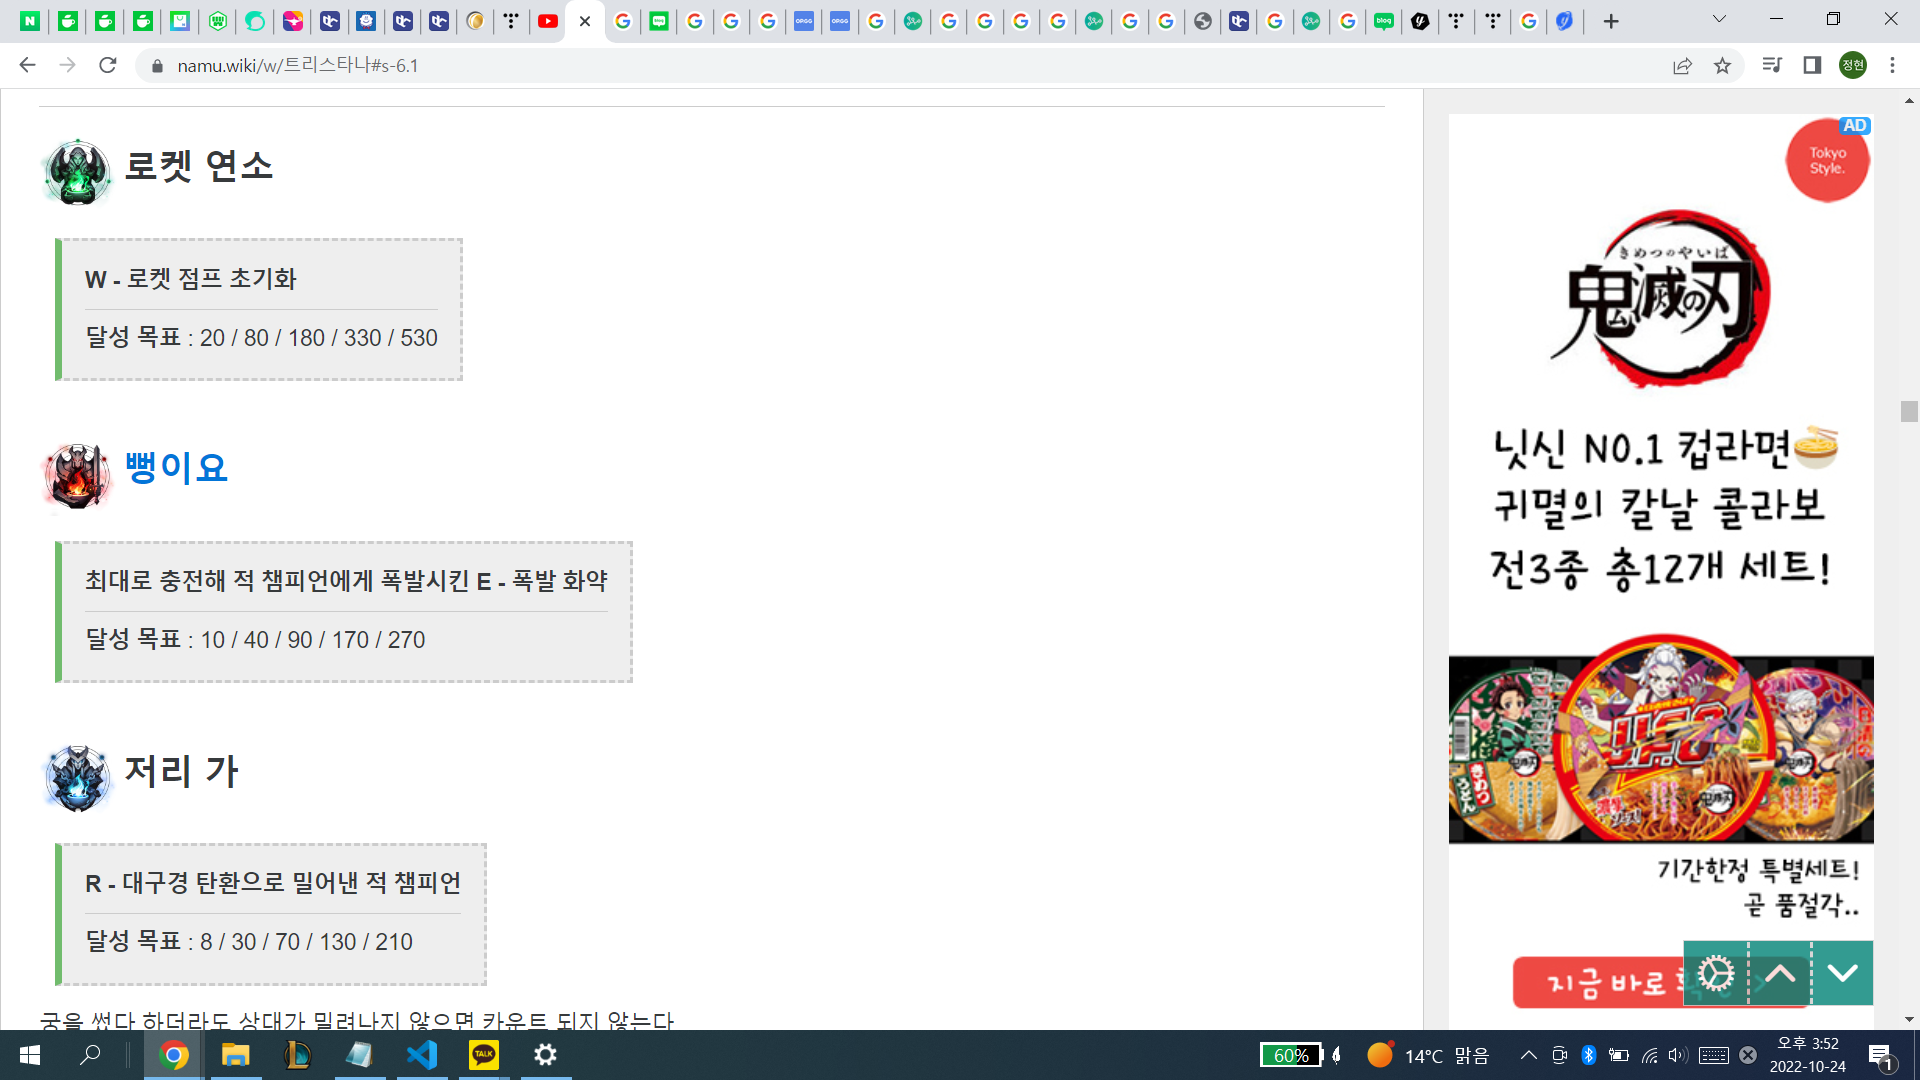 namu.wiki/w/트리스타나#s-6.1
정현
로켓 연소
W - 로켓 점프 초기화
달성 목표 : 20 / 80 / 180 / 330 / 530
뻥이요
최대로 충전해 적 챔피언에게 폭발시킨 E - 폭발 화약
달성 목표 : 10 / 40 / 90 / 170 / 270
저리 가
R - 대구경 탄환으로 밀어낸 적 챔피언
달성 목표 : 8 / 30 / 70 / 130 / 210
궁을 썼다 하더라도 상대가 밀려나지 않으면 카운트 되지 않는다
AD
Tokyo
Style.
きめつのやいば
鬼滅の刃
닛신 NO.1 컵라면
귀멸의 칼날 콜라보
전3종 총12개 세트!
U.F.O.
기간한정 특별세트!
곧 품절각..
지금 바로
60%
14°C 맑음
오후 3:52
2022-10-24
1
TALK